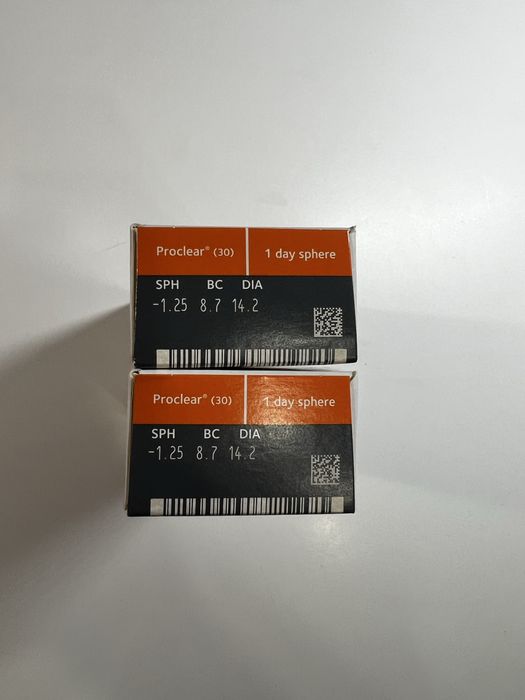 Proclear® (30) 1 day sphere
SPH BC DIA
-1.25 8.7 14.2
Proclear® (30) 1 day sphere
SPH BC DIA
-1.25 8.7 14.2